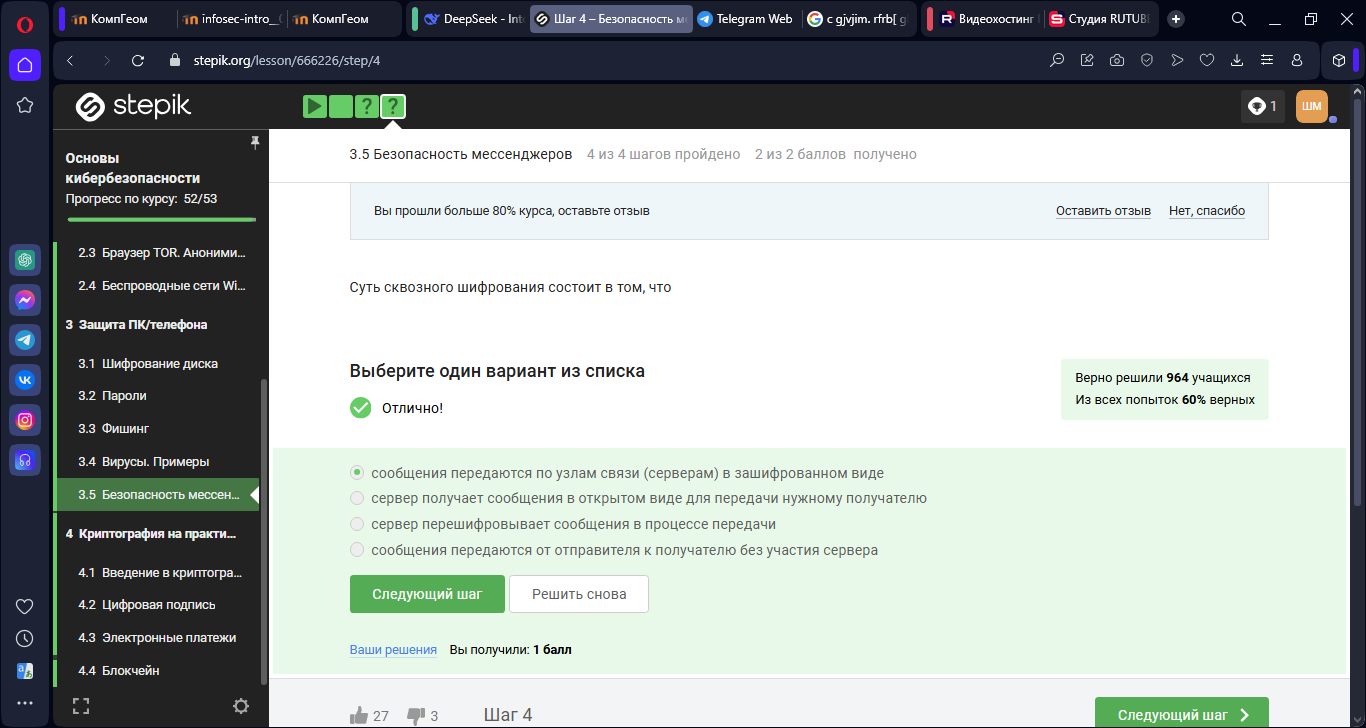 КомпГеом
infosec-intro__
КомпГеом
DeepSeek - Int
Шаг 4 – Безопасность ме
Telegram Web
с gjvjim. rfrb[ g
Видеохостинг
Студия RUTUBE
stepik.org/lesson/666226/step/4
stepik
1
ШМ
Основы
кибербезопасности
Прогресс по курсу: 52/53
2.3 Браузер TOR. Аноними...
2.4 Беспроводные сети Wi...
3 Защита ПК/телефона
3.1 Шифрование диска
3.2 Пароли
3.3 Фишинг
3.4 Вирусы. Примеры
3.5 Безопасность мессен...
4 Криптография на практи...
4.1 Введение в криптогра...
4.2 Цифровая подпись
4.3 Электронные платежи
4.4 Блокчейн
3.5 Безопасность мессенджеров 4 из 4 шагов пройдено 2 из 2 баллов получено
Вы прошли больше 80% курса, оставьте отзыв
Оставить отзыв Нет, спасибо
Суть сквозного шифрования состоит в том, что
Выберите один вариант из списка
Отлично!
Верно решили 964 учащихся
Из всех попыток 60% верных
сообщения передаются по узлам связи (серверам) в зашифрованном виде
сервер получает сообщения в открытом виде для передачи нужному получателю
сервер перешифровывает сообщения в процессе передачи
сообщения передаются от отправителя к получателю без участия сервера
Следующий шаг Решить снова
Ваши решения Вы получили: 1 балл
27 3 Шаг 4
Следующий шаг